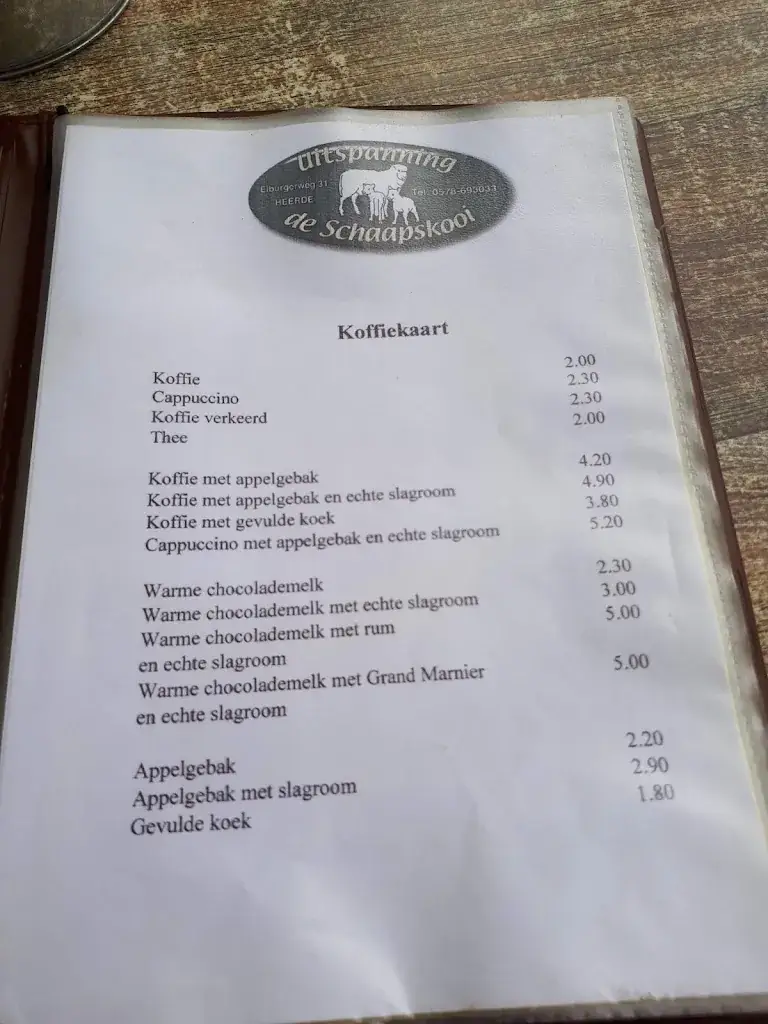 Uitspanning
Elburgerweg 31 Tel. 0578-695031
HEERDE
de Schaapskooi
Koffiekaart
Koffie 2.00
Cappuccino 2.30
Koffie verkeerd 2.30
Thee 2.00
Koffie met appelgebak 4.20
Koffie met appelgebak en echte slagroom 4.90
Koffie met gevulde koek 3.80
Cappuccino met appelgebak en echte slagroom 5.20
Warme chocolademelk 2.30
Warme chocolademelk met echte slagroom 3.00
Warme chocolademelk met rum 5.00
en echte slagroom
Warme chocolademelk met Grand Marnier 5.00
en echte slagroom
Appelgebak 2.20
Appelgebak met slagroom 2.90
Gevulde koek 1.80